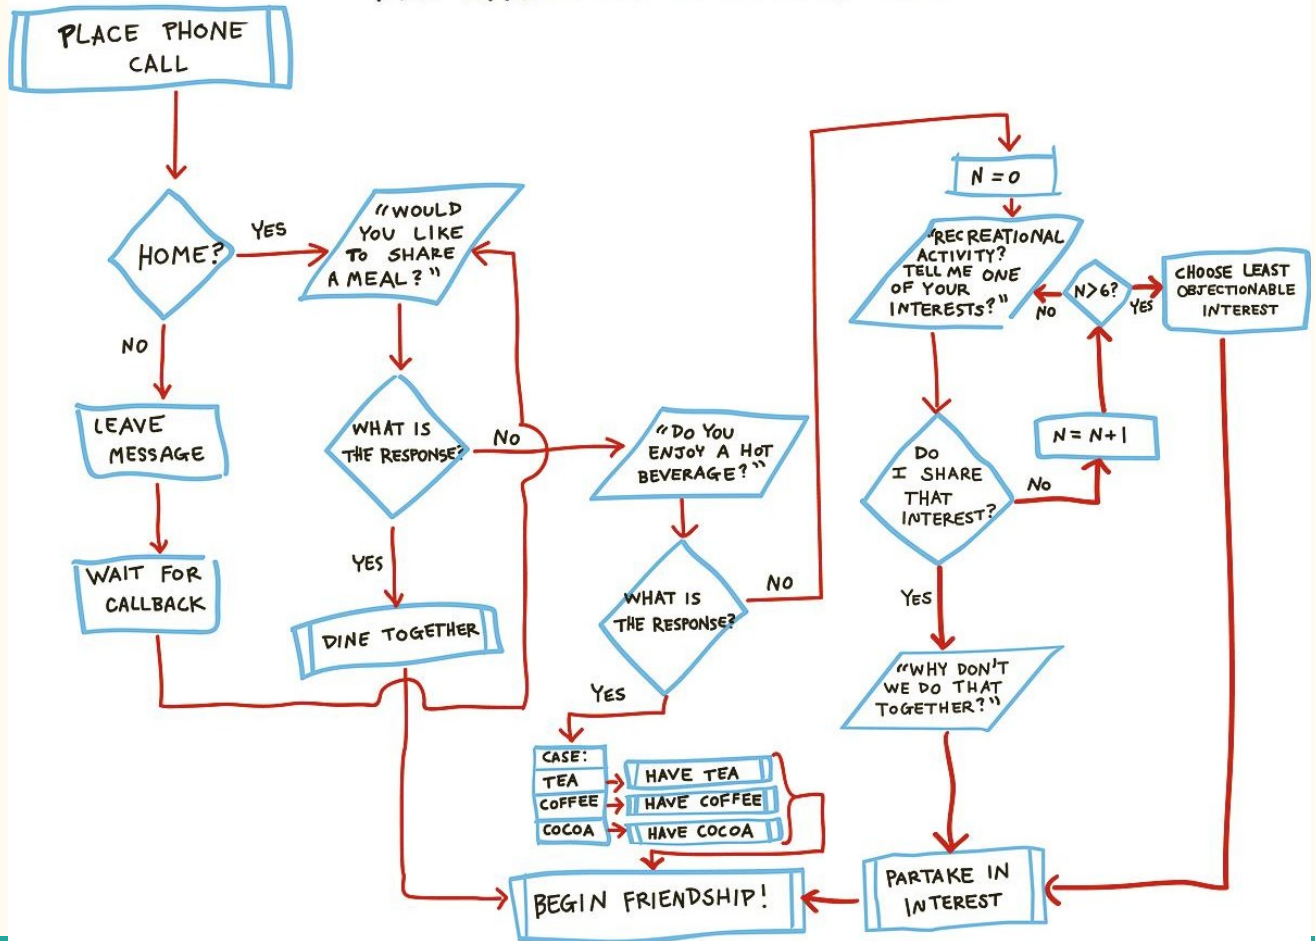 PLACE PHONE
CALL
HOME?
YES
NO
LEAVE
MESSAGE
WAIT FOR
CALLBACK
"WOULD
YOU LIKE
TO SHARE
A MEAL?"
WHAT IS
THE RESPONSE?
NO
YES
DINE TOGETHER
"DO YOU
ENJOY A HOT
BEVERAGE?"
WHAT IS
THE RESPONSE?
NO
YES
CASE:
TEA
HAVE TEA
COFFEE
HAVE COFFEE
COCOA
HAVE COCOA
N = 0
"RECREATIONAL
ACTIVITY?
TELL ME ONE
OF YOUR
INTERESTS?"
N>6?
NO
YES
CHOOSE LEAST
OBJECTIONABLE
INTEREST
N = N+1
DO
I SHARE
THAT
INTEREST?
NO
YES
"WHY DON'T
WE DO THAT
TOGETHER?"
PARTAKE IN
INTEREST
BEGIN FRIENDSHIP!